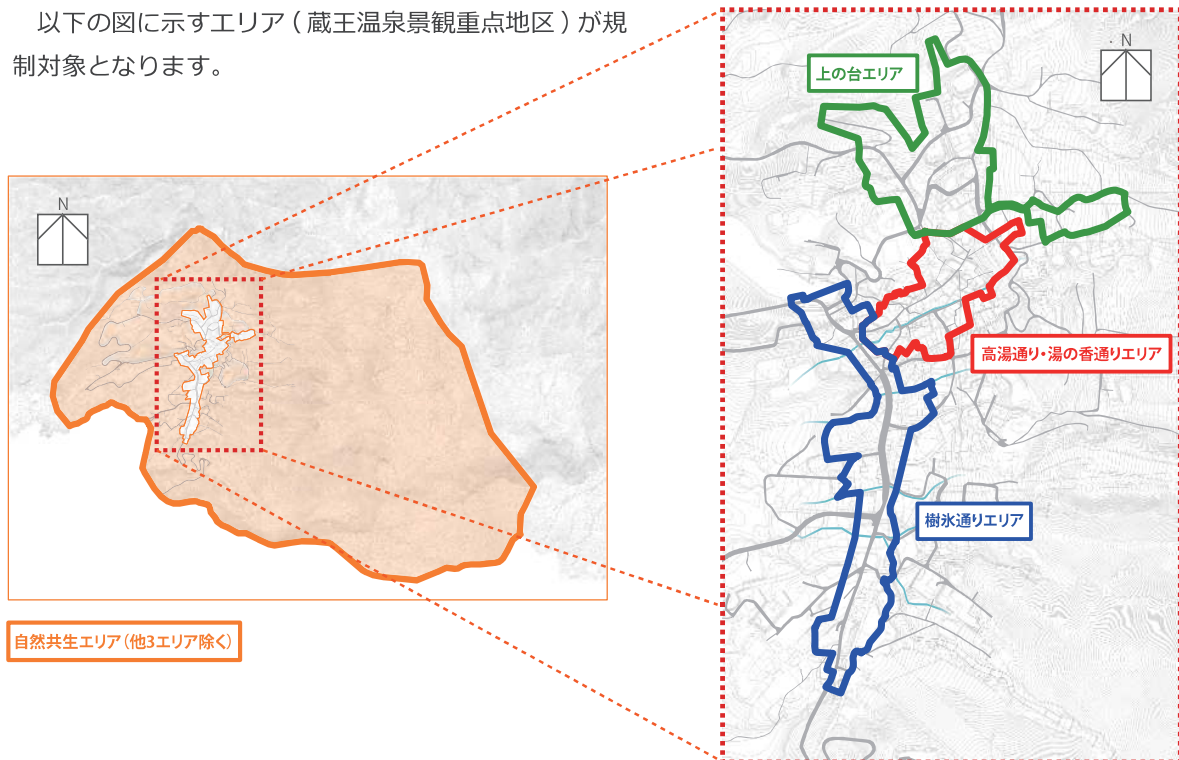 以下の図に示すエリア(蔵王温泉景観重点地区)が規
制対象となります。
N
自然共生エリア(他3エリア除く)
N
上の台エリア
高湯通り・湯の香通りエリア
樹氷通りエリア